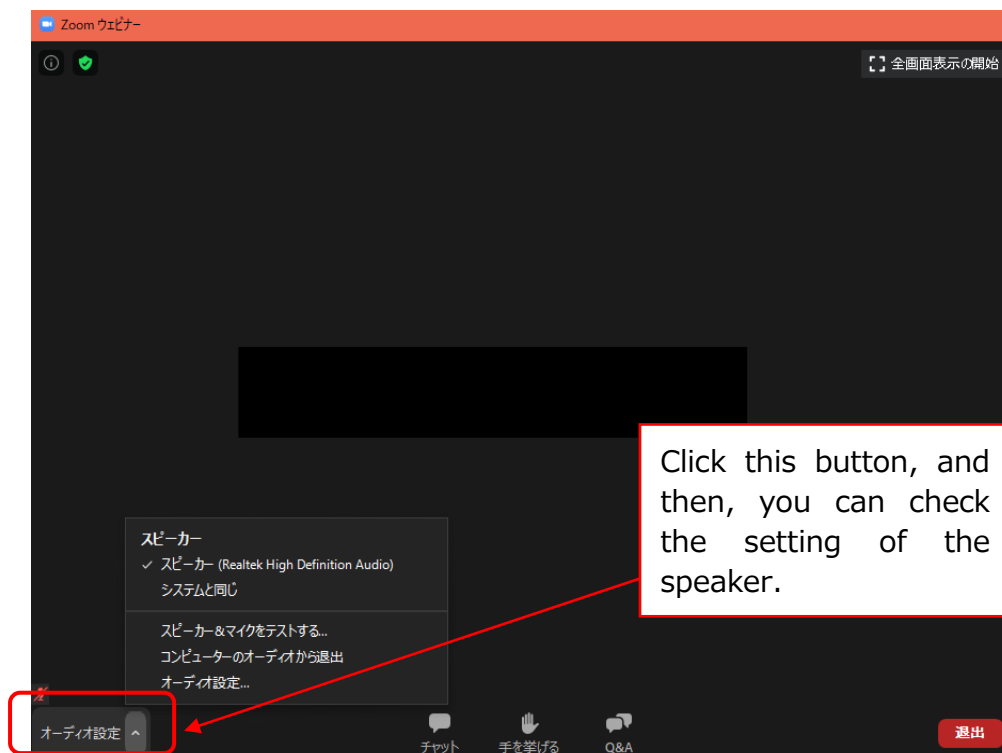 Zoom ウェビナー
全画面表示の開始
Click this button, and
then, you can check
the setting of the
speaker.
スピーカー
スピーカー (Realtek High Definition Audio)
システムと同じ
スピーカー&マイクをテストする...
コンピューターのオーディオから退出
オーディオ設定...
オーディオ設定
チャット
手を挙げる
Q&A
退出